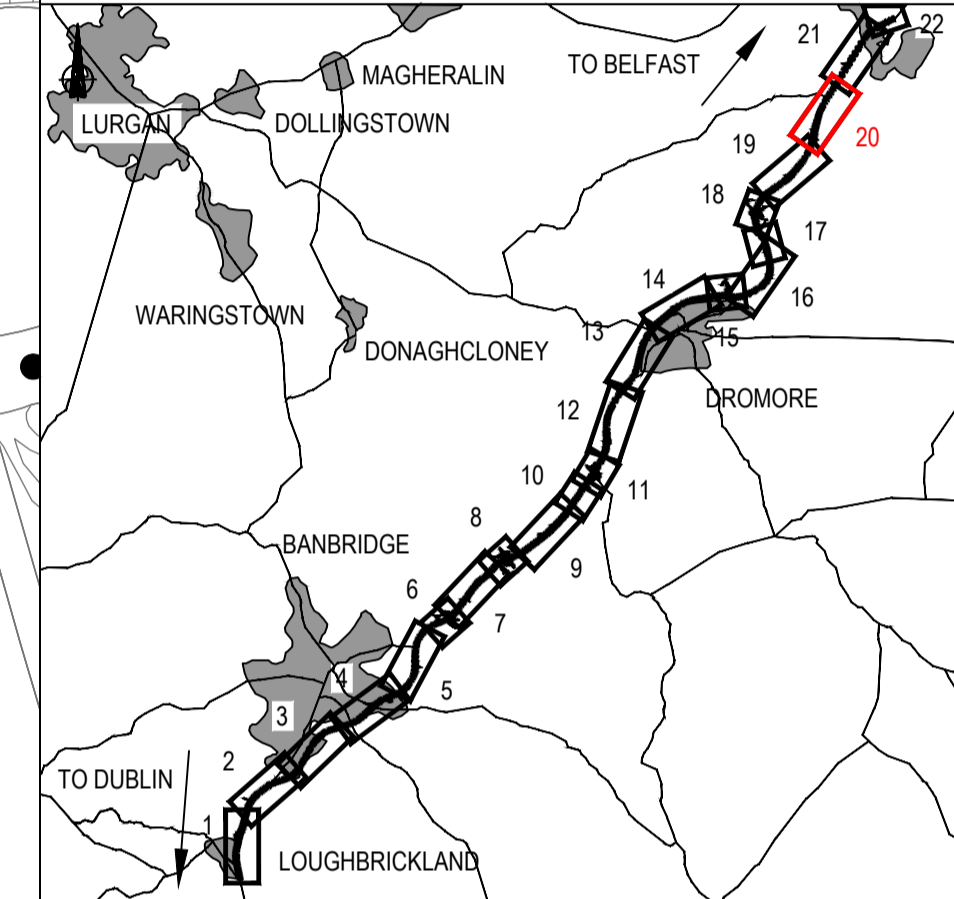 21
22
TO BELFAST
MAGHERALIN
LURGAN
DOLLINGSTOWN
20
19
18
17
14
16
WARINGSTOWN
13
15
DONAGHCLONEY
DROMORE
12
10
11
8
BANBRIDGE
9
6
7
4
5
3
2
TO DUBLIN
1
LOUGHBRICKLAND